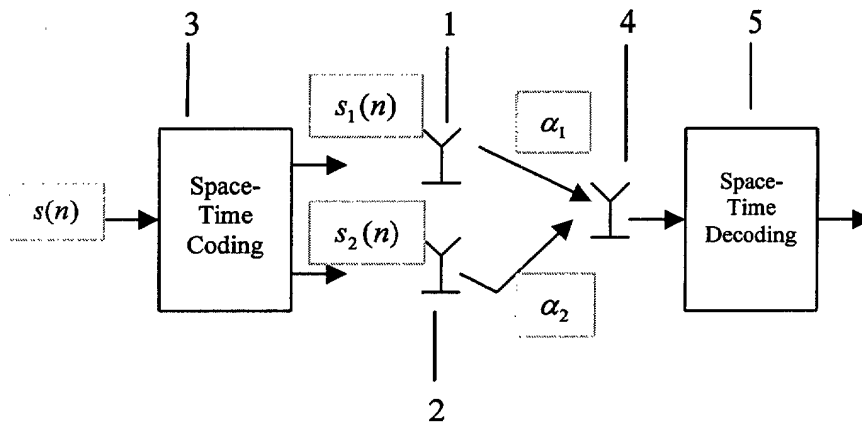 3
1
4
5
s₁(n)
α₁
s(n)
Space-
Time
Coding
s₂(n)
α₂
Space-
Time
Decoding
2